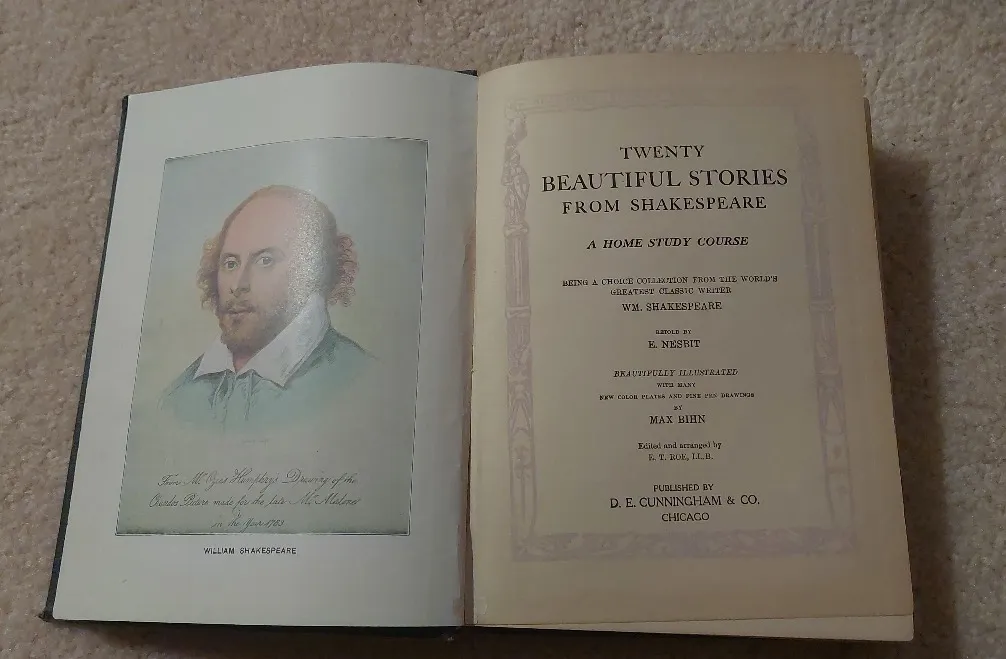 From Mr. Ozias Humphrys Drawing of the
Chandos Picture made for the late Mr. Malone
in the Year 1783
WILLIAM SHAKESPEARE
TWENTY
BEAUTIFUL STORIES
FROM SHAKESPEARE
A HOME STUDY COURSE
BEING A CHOICE COLLECTION FROM THE WORLD'S
GREATEST CLASSIC WRITER
WM. SHAKESPEARE
RETOLD BY
E. NESBIT
BEAUTIFULLY ILLUSTRATED
WITH MANY
NEW COLOR PLATES AND FINE PEN DRAWINGS
BY
MAX BIHN
Edited and arranged by
E. T. ROE, LL.B.
PUBLISHED BY
D. E. CUNNINGHAM & CO.
CHICAGO